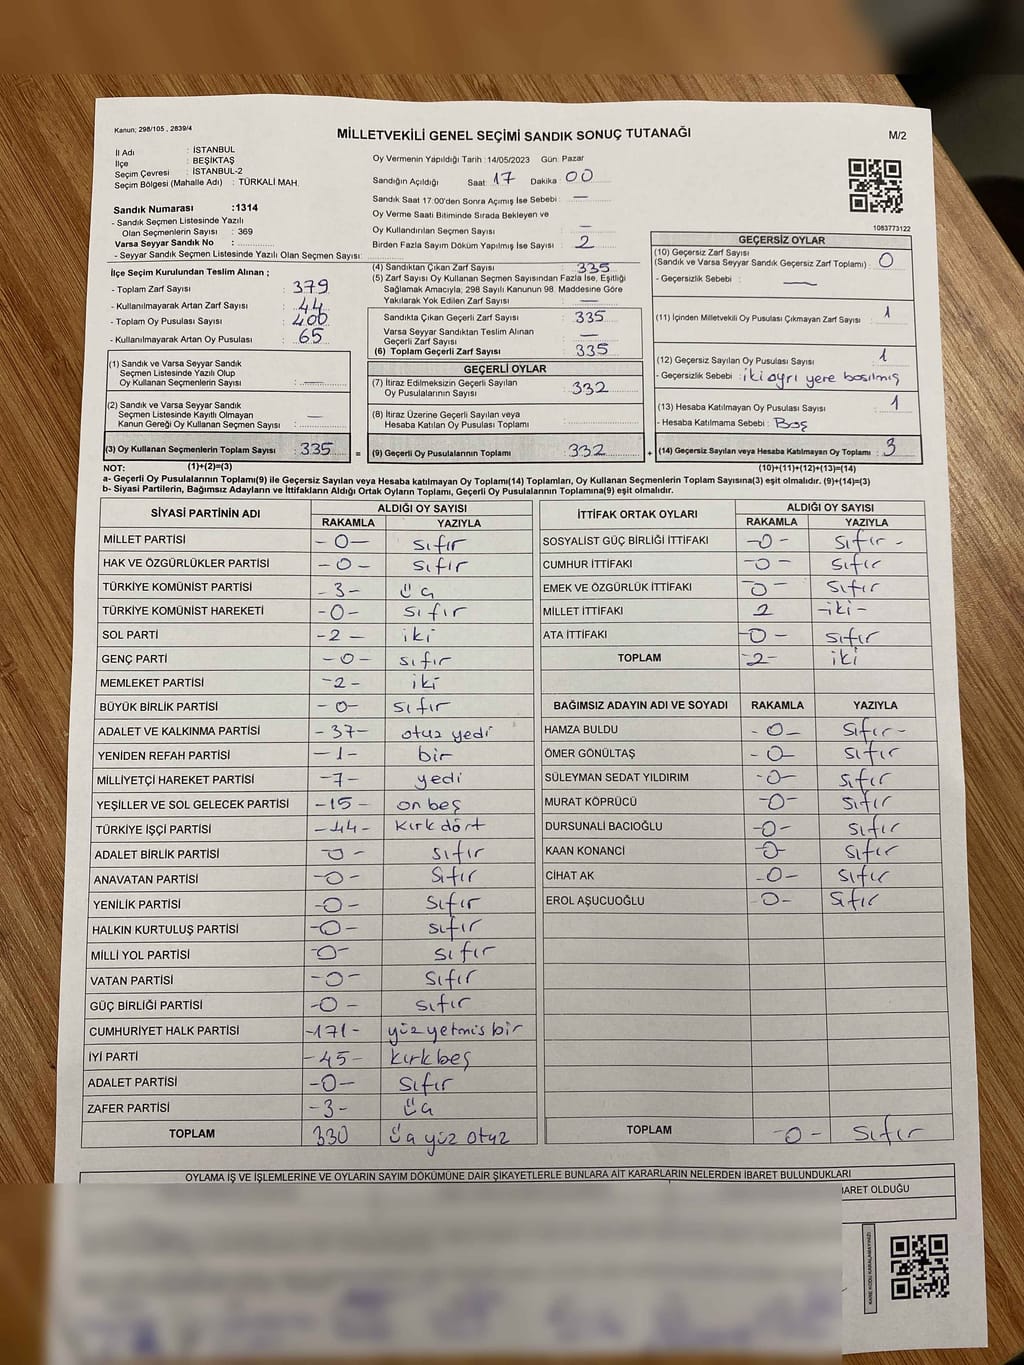 Kanun; 298/105 , 2839/4
MİLLETVEKİLİ GENEL SEÇİMİ SANDIK SONUÇ TUTANAĞI
M/2
İl Adı : İSTANBUL
İlçe : BEŞİKTAŞ
Seçim Çevresi : İSTANBUL-2
Seçim Bölgesi (Mahalle Adı) : TÜRKALİ MAH.
Sandık Numarası :1314
- Sandık Seçmen Listesinde Yazılı
Olan Seçmenlerin Sayısı : 369
Varsa Seyyar Sandık No :
- Seyyar Sandık Seçmen Listesinde Yazılı Olan Seçmen Sayısı:
Oy Vermenin Yapıldığı Tarih : 14/05/2023 Gün: Pazar
Sandığın Açıldığı Saat: 17 Dakika: 00
Sandık Saat 17:00'den Sonra Açımış İse Sebebi : —
Oy Verme Saati Bitiminde Sırada Bekleyen ve
Oy Kullandırılan Seçmen Sayısı : —
Birden Fazla Sayım Döküm Yapılmış İse Sayısı : 2
1083773122
İlçe Seçim Kurulundan Teslim Alınan ;
- Toplam Zarf Sayısı : 379
- Kullanılmayarak Artan Zarf Sayısı : 44
- Toplam Oy Pusulası Sayısı : 400
- Kullanılmayarak Artan Oy Pusulası : 65
(1) Sandık ve Varsa Seyyar Sandık
Seçmen Listesinde Yazılı Olup
Oy Kullanan Seçmenlerin Sayısı : —
(2) Sandık ve Varsa Seyyar Sandık
Seçmen Listesinde Kayıtlı Olmayan
Kanun Gereği Oy Kullanan Seçmen Sayısı : —
(3) Oy Kullanan Seçmenlerin Toplam Sayısı : 335
(4) Sandıktan Çıkan Zarf Sayısı : 335
(5) Zarf Sayısı Oy Kullanan Seçmen Sayısından Fazla İse, Eşitliği
Sağlamak Amacıyla, 298 Sayılı Kanunun 98. Maddesine Göre
Yakılarak Yok Edilen Zarf Sayısı : —
Sandıkta Çıkan Geçerli Zarf Sayısı : 335
Varsa Seyyar Sandıktan Teslim Alınan
Geçerli Zarf Sayısı : —
(6) Toplam Geçerli Zarf Sayısı : 335
GEÇERLİ OYLAR
(7) İtiraz Edilmeksizin Geçerli Sayılan
Oy Pusulalarının Sayısı : 332
(8) İtiraz Üzerine Geçerli Sayılan veya
Hesaba Katılan Oy Pusulası Toplamı :
= (9) Geçerli Oy Pusulalarının Toplamı : 332
GEÇERSİZ OYLAR
(10) Geçersiz Zarf Sayısı
(Sandık ve Varsa Seyyar Sandık Geçersiz Zarf Toplamı) : 0
- Geçersizlik Sebebi : —
(11) İçinden Milletvekili Oy Pusulası Çıkmayan Zarf Sayısı : 1
(12) Geçersiz Sayılan Oy Pusulası Sayısı : 1
- Geçersizlik Sebebi : iki ayrı yere basılmış
(13) Hesaba Katılmayan Oy Pusulası Sayısı : 1
- Hesaba Katılmama Sebebi : Boş
+ (14) Geçersiz Sayılan veya Hesaba Katılmayan Oy Toplamı : 3
NOT: (1)+(2)=(3) (10)+(11)+(12)+(13)=(14)
a- Geçerli Oy Pusulalarının Toplamı(9) ile Geçersiz Sayılan veya Hesaba katılmayan Oy Toplamı(14) Toplamları, Oy Kullanan Seçmenlerin Toplam Sayısına(3) eşit olmalıdır. (9)+(14)=(3)
b- Siyasi Partilerin, Bağımsız Adayların ve İttifakların Aldığı Ortak Oyların Toplamı, Geçerli Oy Pusulalarının Toplamına(9) eşit olmalıdır.
SİYASİ PARTİNİN ADI ALDIĞI OY SAYISI
RAKAMLA YAZIYLA
MİLLET PARTİSİ -0- sıfır
HAK VE ÖZGÜRLÜKLER PARTİSİ -0- sıfır
TÜRKİYE KOMÜNİST PARTİSİ -3- üç
TÜRKİYE KOMÜNİST HAREKETİ -0- sıfır
SOL PARTİ -2- iki
GENÇ PARTİ -0- sıfır
MEMLEKET PARTİSİ -2- iki
BÜYÜK BİRLİK PARTİSİ -0- sıfır
ADALET VE KALKINMA PARTİSİ -37- otuz yedi
YENİDEN REFAH PARTİSİ -1- bir
MİLLİYETÇİ HAREKET PARTİSİ -7- yedi
YEŞİLLER VE SOL GELECEK PARTİSİ -15- on beş
TÜRKİYE İŞÇİ PARTİSİ -44- kırk dört
ADALET BİRLİK PARTİSİ -0- sıfır
ANAVATAN PARTİSİ -0- sıfır
YENİLİK PARTİSİ -0- sıfır
HALKIN KURTULUŞ PARTİSİ -0- sıfır
MİLLİ YOL PARTİSİ -0- sıfır
VATAN PARTİSİ -0- sıfır
GÜÇ BİRLİĞİ PARTİSİ -0- sıfır
CUMHURİYET HALK PARTİSİ -171- yüz yetmis bir
İYİ PARTİ -45- kırk beş
ADALET PARTİSİ -0- sıfır
ZAFER PARTİSİ -3- üç
TOPLAM 330 üç yüz otuz
İTTİFAK ORTAK OYLARI ALDIĞI OY SAYISI
RAKAMLA YAZIYLA
SOSYALİST GÜÇ BİRLİĞİ İTTİFAKI -0- sıfır -
CUMHUR İTTİFAKI -0- sıfır
EMEK VE ÖZGÜRLÜK İTTİFAKI -0- sıfır
MİLLET İTTİFAKI 2 -iki-
ATA İTTİFAKI -0- sıfır
TOPLAM -2- iki
BAĞIMSIZ ADAYIN ADI VE SOYADI RAKAMLA YAZIYLA
HAMZA BULDU -0- sıfır -
ÖMER GÖNÜLTAŞ -0- sıfır
SÜLEYMAN SEDAT YILDIRIM -0- sıfır
MURAT KÖPRÜCÜ -0- sıfır
DURSUNALİ BACIOĞLU -0- sıfır
KAAN KONANCİ -0- sıfır
CİHAT AK -0- sıfır
EROL AŞUCUOĞLU -0- sıfır
TOPLAM -0- sıfır
OYLAMA İŞ VE İŞLEMLERİNE VE OYLARIN SAYIM DÖKÜMÜNE DAİR ŞİKAYETLERLE BUNLARA AİT KARARLARIN NELERDEN İBARET BULUNDUKLARI
BARET OLDUĞU